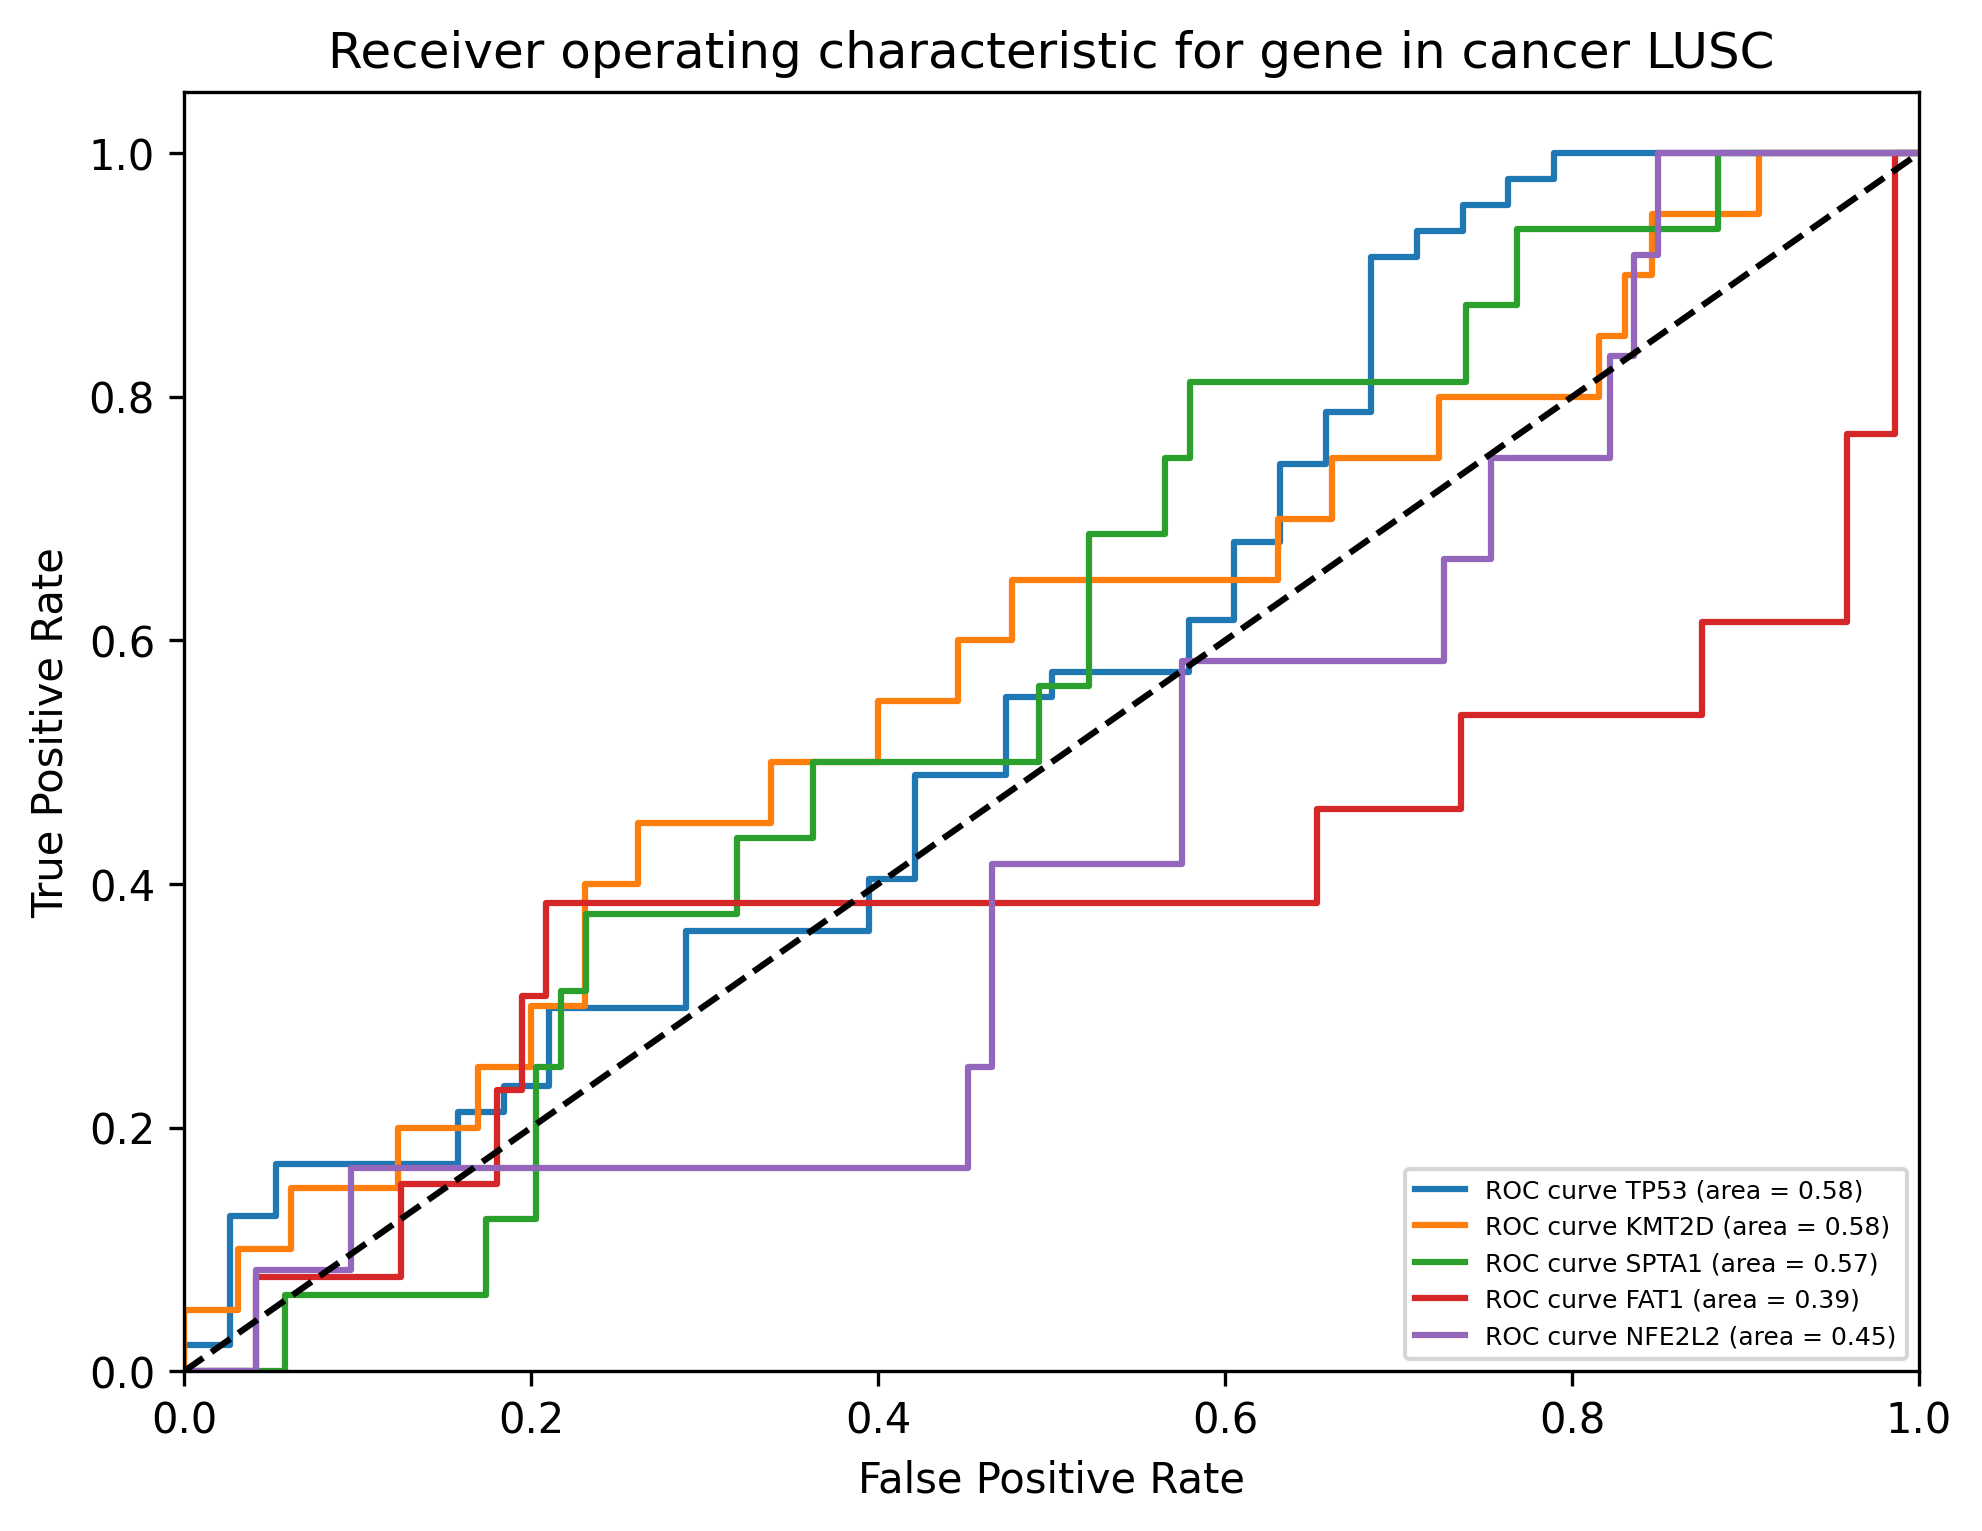 Receiver operating characteristic for gene in cancer LUSC
True Positive Rate
1.0
0.8
0.6
0.4
0.2
0.0
ROC curve TP53 (area = 0.58)
ROC curve KMT2D (area = 0.58)
ROC curve SPTA1 (area = 0.57)
ROC curve FAT1 (area = 0.39)
ROC curve NFE2L2 (area = 0.45)
0.0 0.2 0.4 0.6 0.8 1.0
False Positive Rate